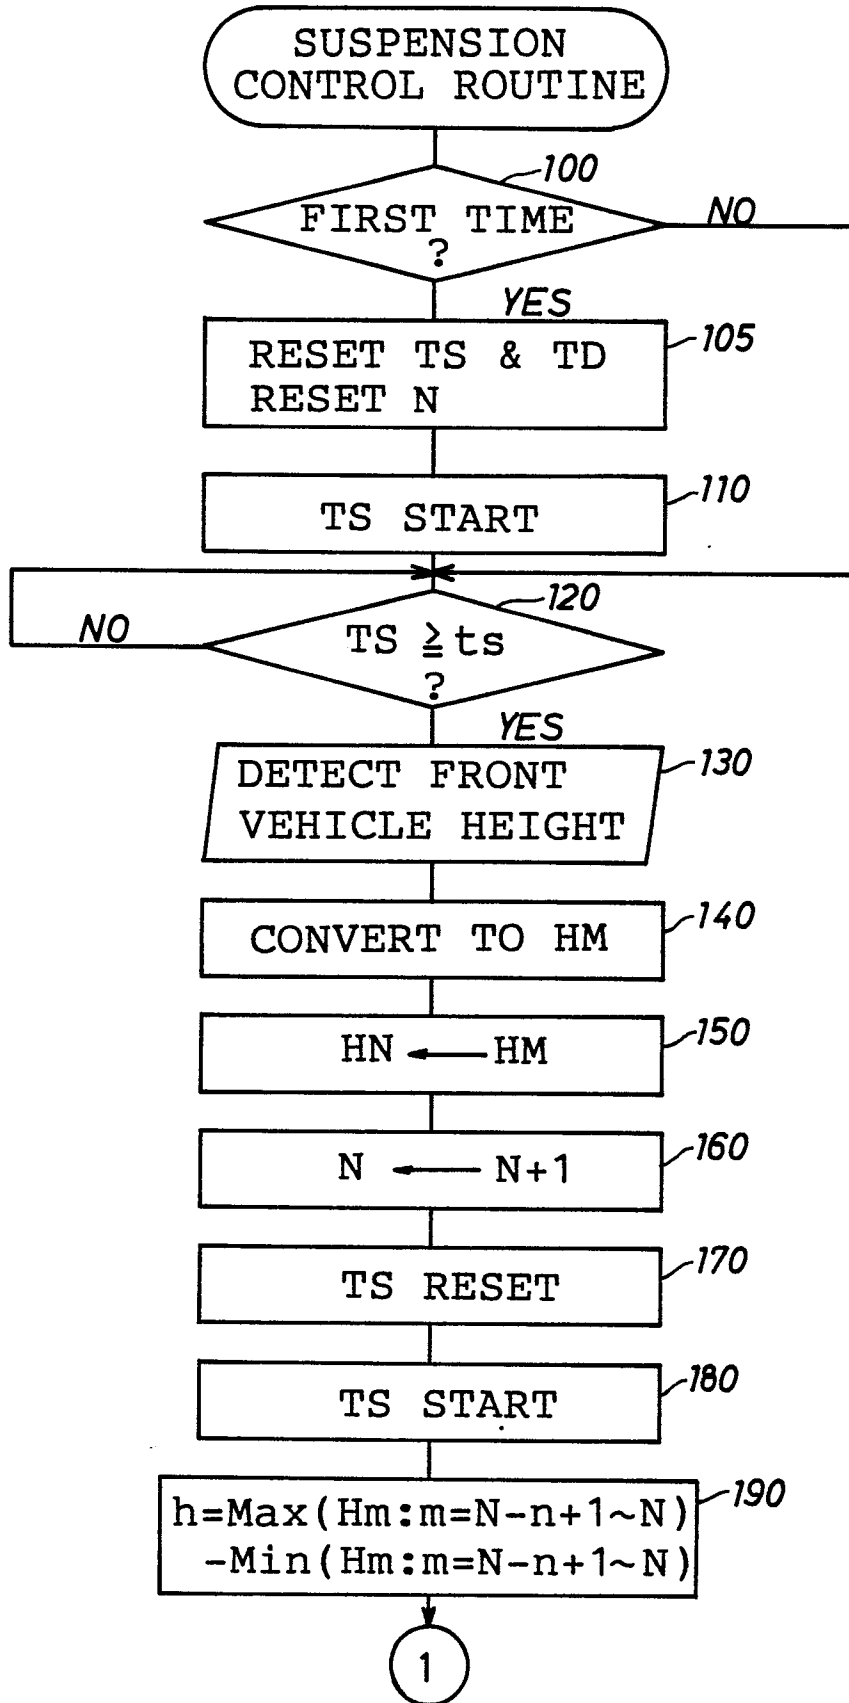 SUSPENSION
CONTROL ROUTINE
100
FIRST TIME
?
NO
YES
105
RESET TS & TD
RESET N
110
TS START
120
NO
TS ≧ ts
?
YES
130
DETECT FRONT
VEHICLE HEIGHT
140
CONVERT TO HM
150
HN ← HM
160
N ← N+1
170
TS RESET
180
TS START
190
h=Max(Hm:m=N-n+1~N)
-Min(Hm:m=N-n+1~N)
1